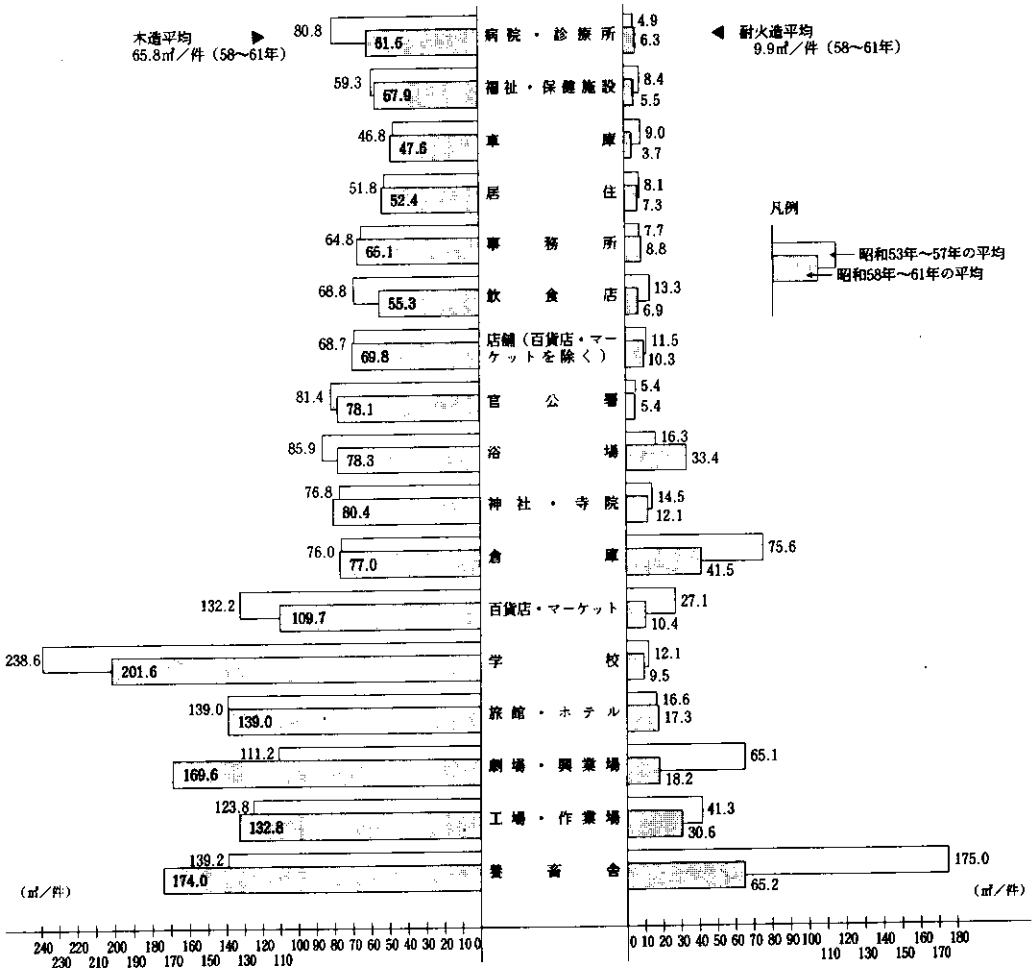 木造平均 ▶
65.8㎡/件 (58〜61年)
◀ 耐火造平均
9.9㎡/件 (58〜61年)
80.8 61.5 病院・診療所 4.9 6.3
59.3 57.9 福祉・保健施設 8.4 5.5
46.8 47.6 車庫 9.0 3.7
51.8 52.4 居住 8.1 7.3
凡例
昭和53年〜57年の平均
昭和58年〜61年の平均
64.8 66.1 事務所 7.7 8.8
68.8 55.3 飲食店 13.3 6.9
68.7 69.8 店舗(百貨店・マー 11.5
ケットを除く) 10.3
81.4 78.1 官公署 5.4 5.4
85.9 78.3 浴場 16.3 33.4
76.8 80.4 神社・寺院 14.5 12.1
76.0 77.0 倉庫 75.6 41.5
132.2 109.7 百貨店・マーケット 27.1 10.4
238.6 201.6 学校 12.1 9.5
139.0 139.0 旅館・ホテル 16.6 17.3
111.2 169.6 劇場・興業場 65.1 18.2
123.8 132.8 工場・作業場 41.3 30.6
139.2 174.0 養畜舎 175.0 65.2
(㎡/件) (㎡/件)
240 220 200 180 160 140 120 100 90 80 70 60 50 40 30 20 10 0 0 10 20 30 40 50 60 70 80 90 100 120 140 160 180
230 210 190 170 150 130 110 110 130 150 170